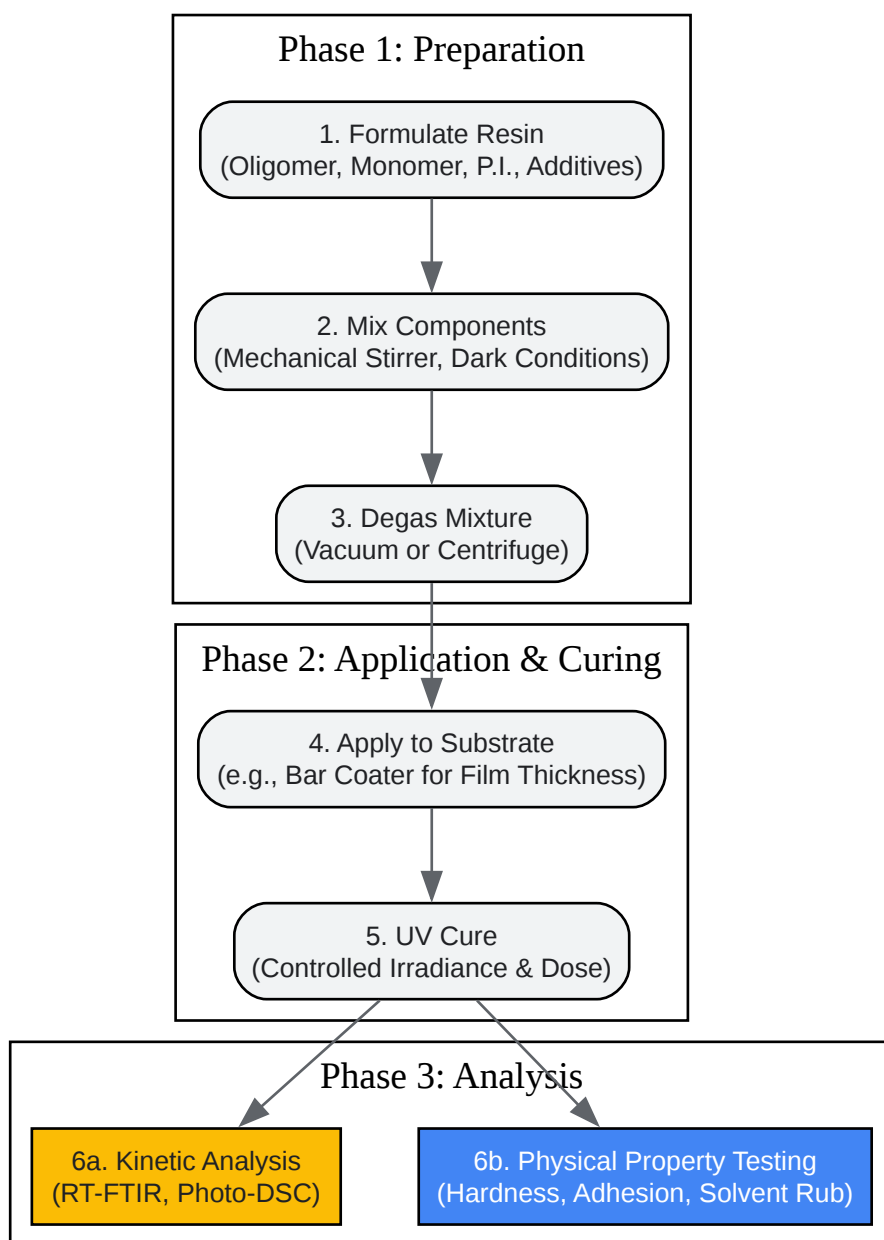 Phase 1: Preparation
1. Formulate Resin
(Oligomer, Monomer, P.I., Additives)
2. Mix Components
(Mechanical Stirrer, Dark Conditions)
3. Degas Mixture
(Vacuum or Centrifuge)
Phase 2: Application & Curing
4. Apply to Substrate
(e.g., Bar Coater for Film Thickness)
5. UV Cure
(Controlled Irradiance & Dose)
Phase 3: Analysis
6a. Kinetic Analysis
(RT-FTIR, Photo-DSC)
6b. Physical Property Testing
(Hardness, Adhesion, Solvent Rub)